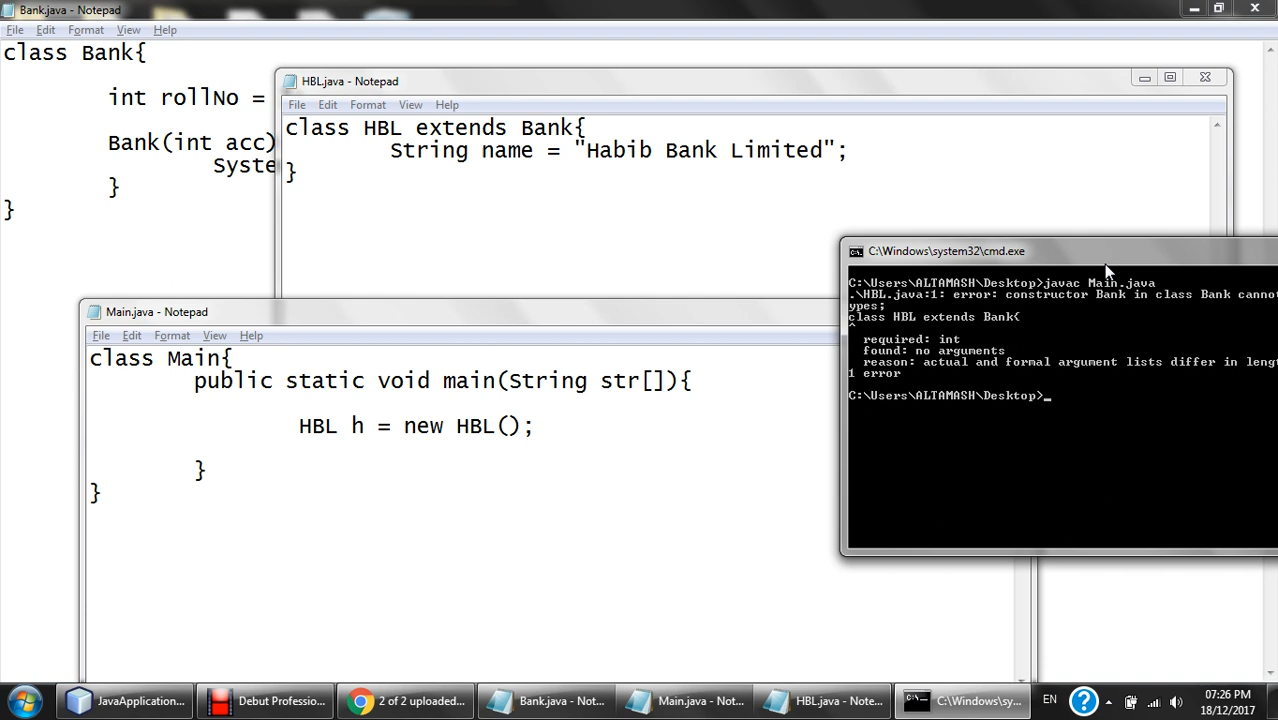 Bank.java - Notepad
File Edit Format View Help
class Bank{
int rollNo =
Bank(int acc)
Syste
}
}
HBL.java - Notepad
File Edit Format View Help
class HBL extends Bank{
String name = "Habib Bank Limited";
}
Main.java - Notepad
File Edit Format View Help
class Main{
public static void main(String str[]){
HBL h = new HBL();
}
}
C:\Windows\system32\cmd.exe
C:\Users\ALTAMASH\Desktop>javac Main.java
.\HBL.java:1: error: constructor Bank in class Bank cannot
ypes;
class HBL extends Bank{
^
required: int
found: no arguments
reason: actual and formal argument lists differ in leng
1 error
C:\Users\ALTAMASH\Desktop>_
JavaApplication... Debut Professio... 2 of 2 uploaded... Bank.java - Not... Main.java - Not... HBL.java - Note... C:\Windows\sy... EN 07:26 PM
18/12/2017